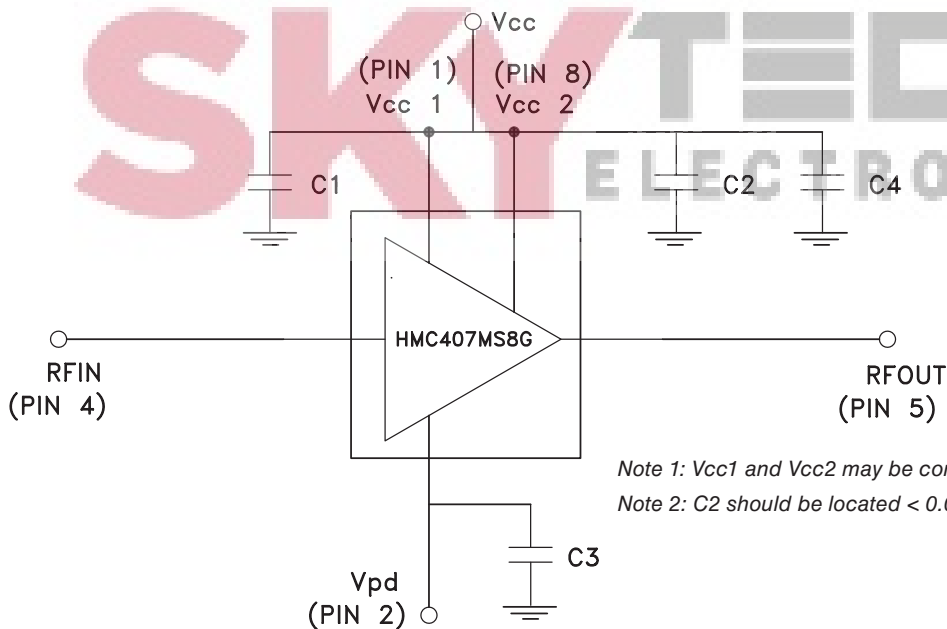 SKYTEC
ELECTRO
Vcc
(PIN 1)
Vcc 1
(PIN 8)
Vcc 2
C1
C2
C4
HMC407MS8G
RFIN
(PIN 4)
RFOUT
(PIN 5)
Note 1: Vcc1 and Vcc2 may be
Note 2: C2 should be located < 0.
C3
Vpd
(PIN 2)